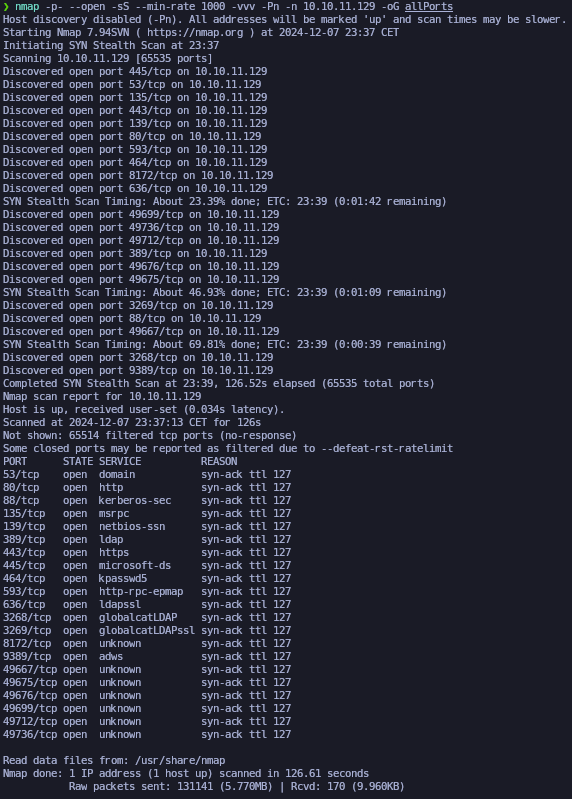 ❯ nmap -p- --open -sS --min-rate 1000 -vvv -Pn -n 10.10.11.129 -oG allPorts
Host discovery disabled (-Pn). All addresses will be marked 'up' and scan times may be slower.
Starting Nmap 7.94SVN ( https://nmap.org ) at 2024-12-07 23:37 CET
Initiating SYN Stealth Scan at 23:37
Scanning 10.10.11.129 [65535 ports]
Discovered open port 445/tcp on 10.10.11.129
Discovered open port 53/tcp on 10.10.11.129
Discovered open port 135/tcp on 10.10.11.129
Discovered open port 443/tcp on 10.10.11.129
Discovered open port 139/tcp on 10.10.11.129
Discovered open port 80/tcp on 10.10.11.129
Discovered open port 593/tcp on 10.10.11.129
Discovered open port 464/tcp on 10.10.11.129
Discovered open port 8172/tcp on 10.10.11.129
Discovered open port 636/tcp on 10.10.11.129
SYN Stealth Scan Timing: About 23.39% done; ETC: 23:39 (0:01:42 remaining)
Discovered open port 49699/tcp on 10.10.11.129
Discovered open port 49736/tcp on 10.10.11.129
Discovered open port 49712/tcp on 10.10.11.129
Discovered open port 389/tcp on 10.10.11.129
Discovered open port 49676/tcp on 10.10.11.129
Discovered open port 49675/tcp on 10.10.11.129
SYN Stealth Scan Timing: About 46.93% done; ETC: 23:39 (0:01:09 remaining)
Discovered open port 3269/tcp on 10.10.11.129
Discovered open port 88/tcp on 10.10.11.129
Discovered open port 49667/tcp on 10.10.11.129
SYN Stealth Scan Timing: About 69.81% done; ETC: 23:39 (0:00:39 remaining)
Discovered open port 3268/tcp on 10.10.11.129
Discovered open port 9389/tcp on 10.10.11.129
Completed SYN Stealth Scan at 23:39, 126.52s elapsed (65535 total ports)
Nmap scan report for 10.10.11.129
Host is up, received user-set (0.034s latency).
Scanned at 2024-12-07 23:37:13 CET for 126s
Not shown: 65514 filtered tcp ports (no-response)
Some closed ports may be reported as filtered due to --defeat-rst-ratelimit
PORT      STATE SERVICE          REASON
53/tcp    open  domain           syn-ack ttl 127
80/tcp    open  http             syn-ack ttl 127
88/tcp    open  kerberos-sec     syn-ack ttl 127
135/tcp   open  msrpc            syn-ack ttl 127
139/tcp   open  netbios-ssn      syn-ack ttl 127
389/tcp   open  ldap             syn-ack ttl 127
443/tcp   open  https            syn-ack ttl 127
445/tcp   open  microsoft-ds     syn-ack ttl 127
464/tcp   open  kpasswd5         syn-ack ttl 127
593/tcp   open  http-rpc-epmap   syn-ack ttl 127
636/tcp   open  ldapssl          syn-ack ttl 127
3268/tcp  open  globalcatLDAP    syn-ack ttl 127
3269/tcp  open  globalcatLDAPssl syn-ack ttl 127
8172/tcp  open  unknown          syn-ack ttl 127
9389/tcp  open  adws             syn-ack ttl 127
49667/tcp open  unknown          syn-ack ttl 127
49675/tcp open  unknown          syn-ack ttl 127
49676/tcp open  unknown          syn-ack ttl 127
49699/tcp open  unknown          syn-ack ttl 127
49712/tcp open  unknown          syn-ack ttl 127
49736/tcp open  unknown          syn-ack ttl 127
Read data files from: /usr/share/nmap
Nmap done: 1 IP address (1 host up) scanned in 126.61 seconds
Raw packets sent: 131141 (5.770MB) | Rcvd: 170 (9.960KB)